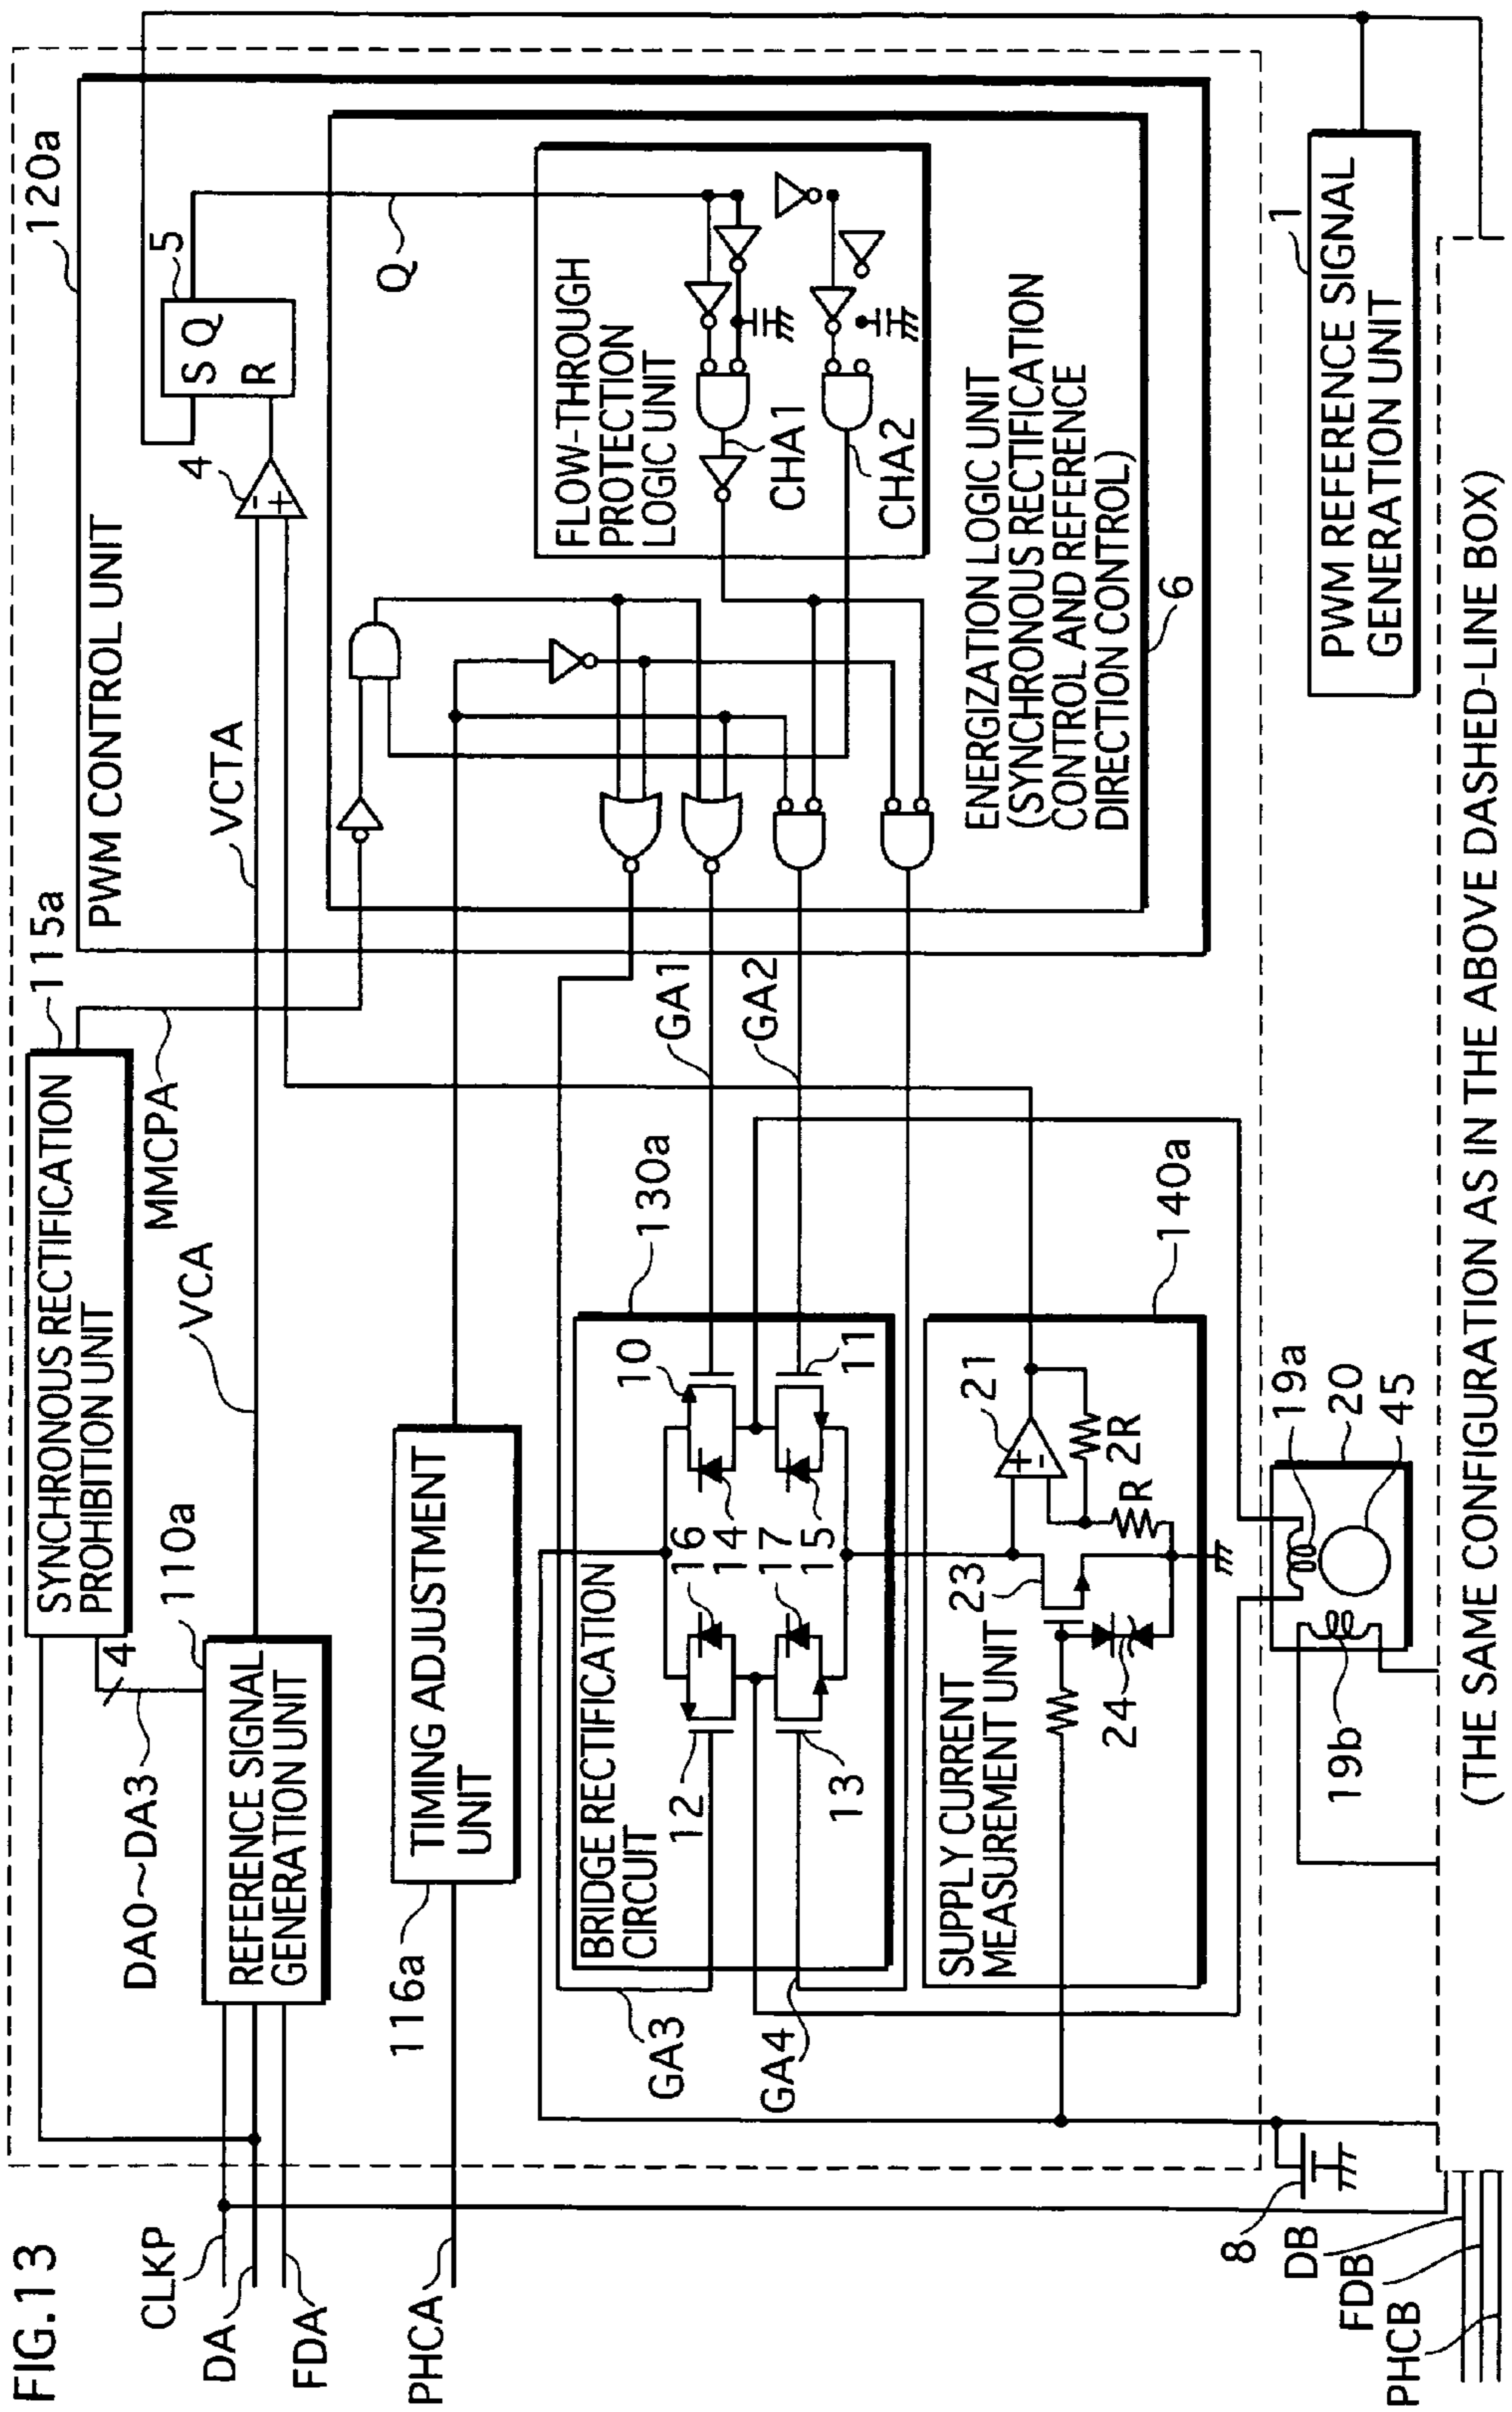 FIG.13
CLKP
DA
FDA
PHCA
DA0~DA3
4
SYNCHRONOUS RECTIFICATION
PROHIBITION UNIT
115a
MMCPA
REFERENCE SIGNAL
GENERATION UNIT
110a
VCA
VCTA
TIMING ADJUSTMENT
UNIT
116a
PWM CONTROL UNIT
120a
4
-
+
5
S Q
R
Q
FLOW-THROUGH
PROTECTION
LOGIC UNIT
CHA1
CHA2
ENERGIZATION LOGIC UNIT
(SYNCHRONOUS RECTIFICATION
CONTROL AND REFERENCE
DIRECTION CONTROL)
6
GA1
GA2
GA3
GA4
BRIDGE RECTIFICATION
CIRCUIT
130a
10
11
12
13
16
14
17
15
SUPPLY CURRENT
MEASUREMENT UNIT
140a
21
+
-
2R
R
23
24
19a
20
45
19b
8
PWM REFERENCE SIGNAL
GENERATION UNIT
1
DB
FDB
PHCB
(THE SAME CONFIGURATION AS IN THE ABOVE DASHED-LINE BOX)